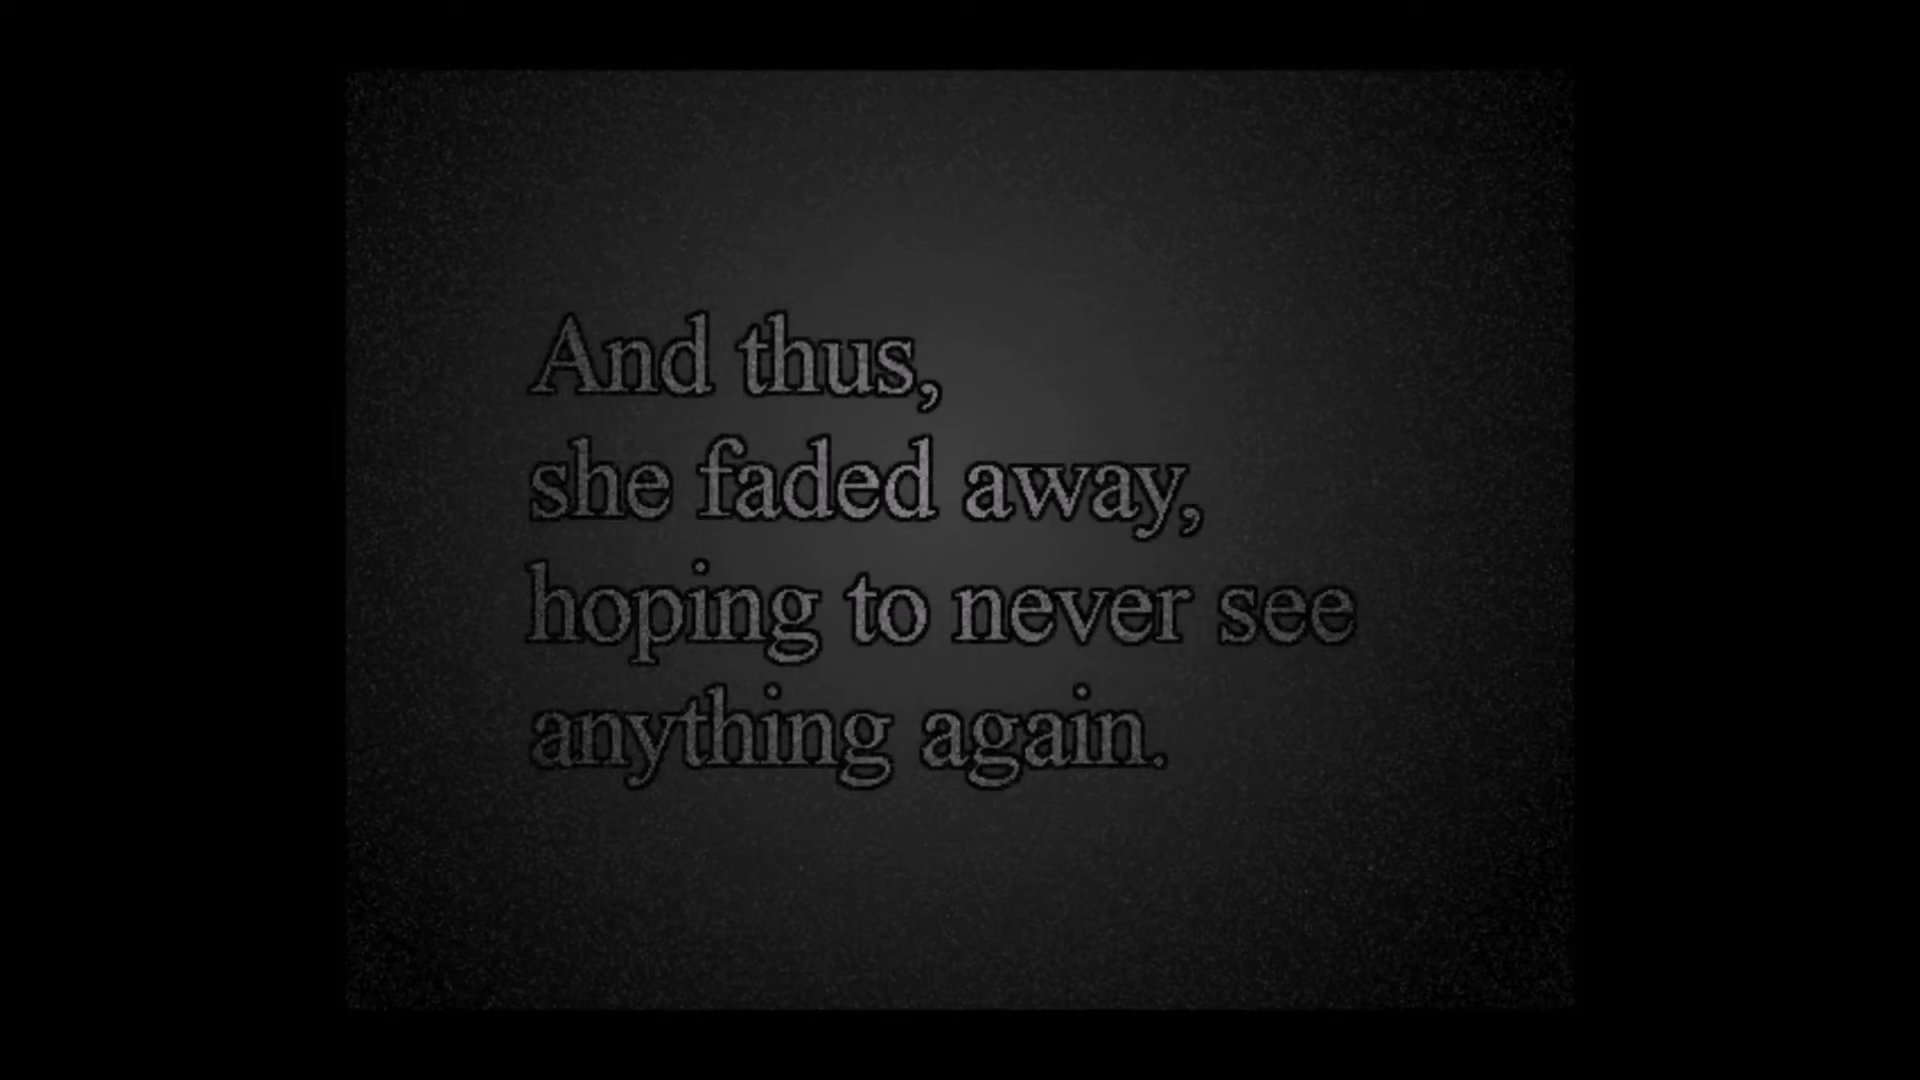 And thus,
she faded away,
hoping to never see
anything again.